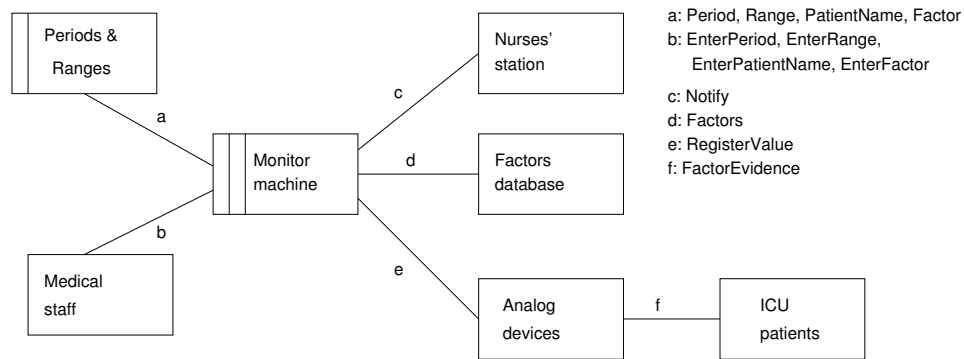 Periods &
Ranges
Nurses'
station
a: Period, Range, PatientName, Factor
b: EnterPeriod, EnterRange,
EnterPatientName, EnterFactor
c: Notify
d: Factors
e: RegisterValue
f: FactorEvidence
c
a
Monitor
machine
d
Factors
database
b
e
Medical
staff
Analog
devices
f
ICU
patients